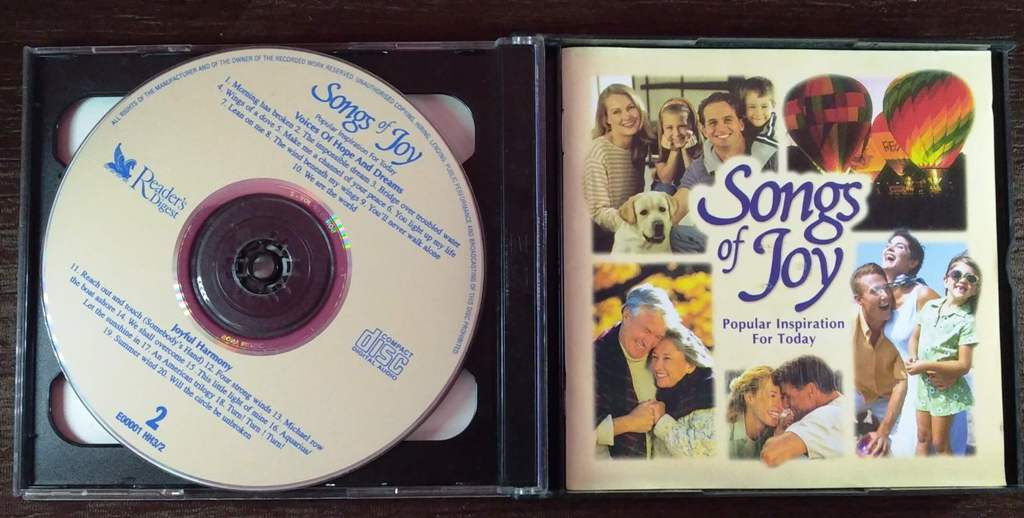 ALL RIGHTS OF THE MANUFACTURER AND OF THE OWNER OF THE RECORDED WORK RESERVED. UNAUTHORISED COPYING, HIRING, LENDING, PUBLIC PERFORMANCE AND BROADCASTING OF THIS DISC PROHIBITED
Songs of Joy
Popular Inspiration For Today
Voices Of Hope And Dreams
1. Morning has broken 2. The impossible dream 3. Bridge over troubled water
4. Wings of a dove 5. Make me a channel of your peace 6. You light up my life
7. Lean on me 8. The wind beneath my wings 9. You'll never walk alone
10. We are the world
Reader's
Digest
COMPACT
disc
DIGITAL AUDIO
Joyful Harmony
11. Reach out and touch (Somebody's Hand) 12. Four strong winds 13. Michael row
the boat ashore 14. We shall overcome 15. This little light of mine 16. Aquarius/
Let the sunshine in 17. An American trilogy 18. Turn! Turn! Turn!
19. Summer wind 20. Will the circle be unbroken
2
E00001 HH3/2
Songs
of Joy
Popular Inspiration
For Today